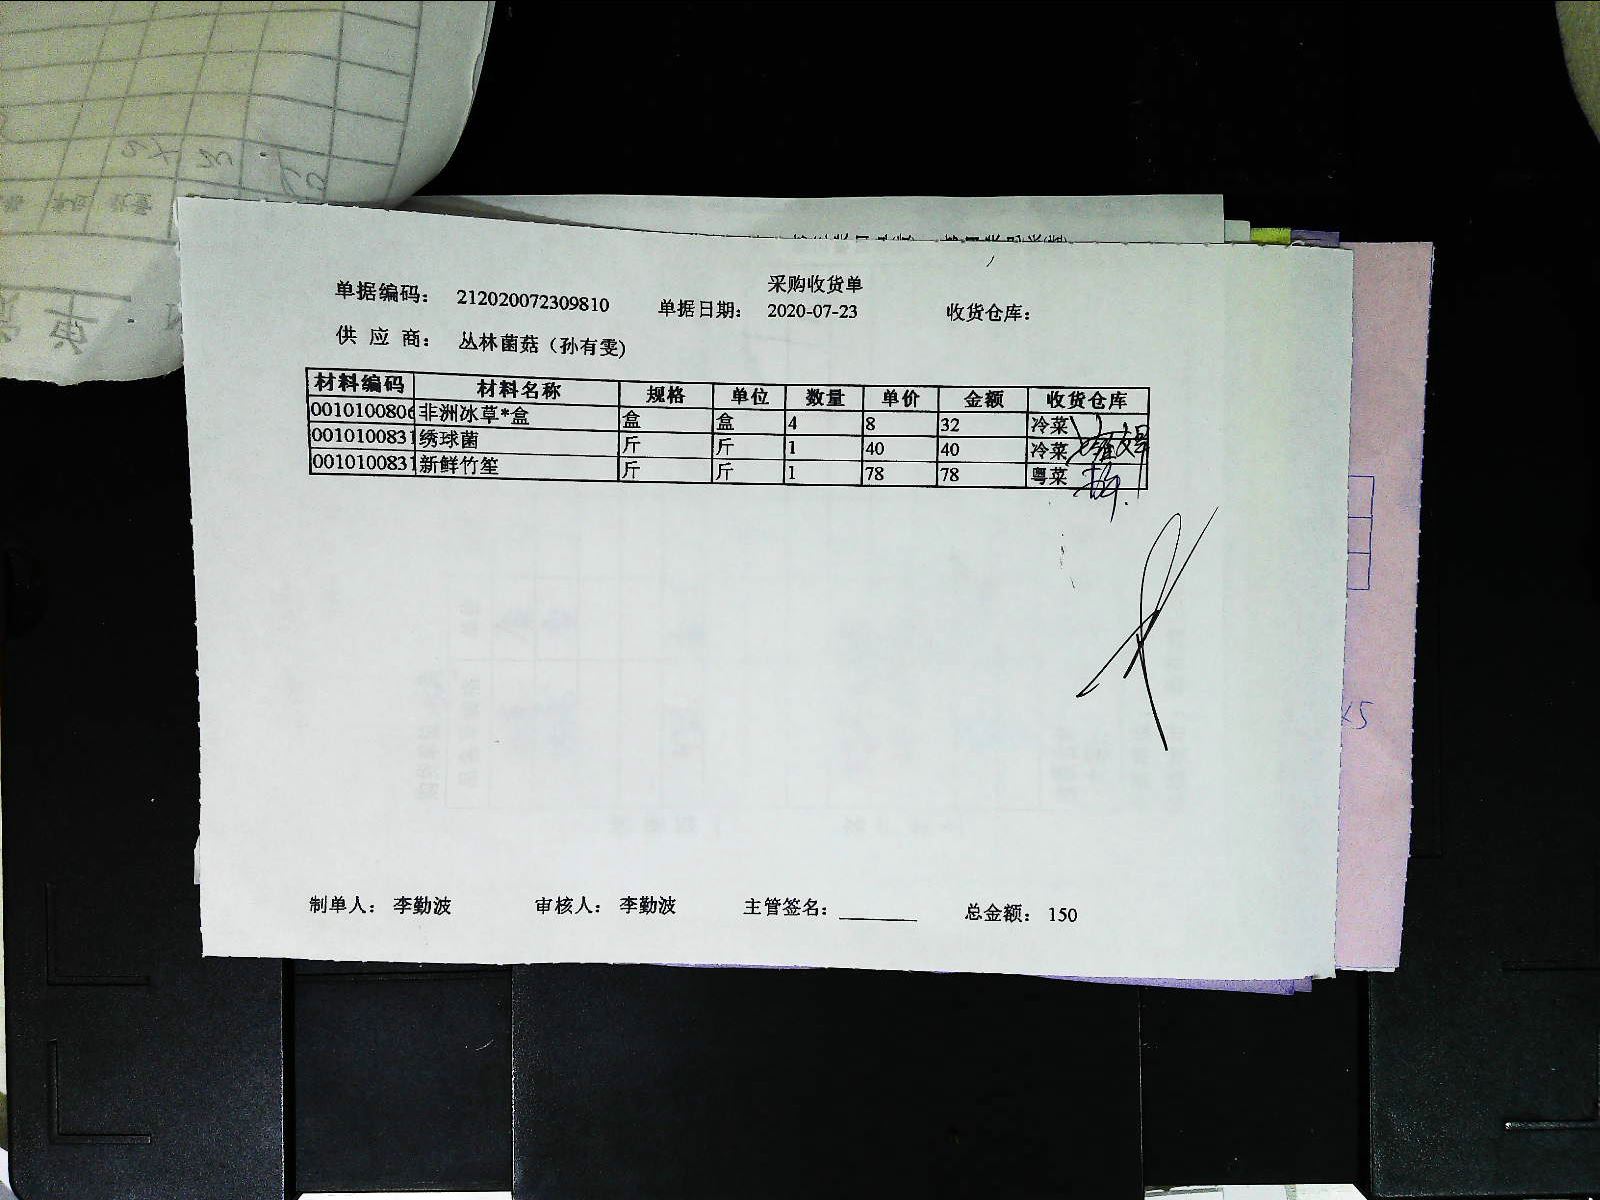 采购收货单
单据编码： 212020072309810 单据日期： 2020-07-23 收货仓库：
供 应 商： 丛林菌菇（孙有雯)
材料编码 材料名称 规格 单位 数量 单价 金额 收货仓库
0010100806 非洲冰草*盒 盒 盒 4 8 32 冷菜
0010100831 绣球菌 斤 斤 1 40 40 冷菜
0010100831 新鲜竹笙 斤 斤 1 78 78 粤菜
制单人： 李勤波 审核人： 李勤波 主管签名： 总金额： 150